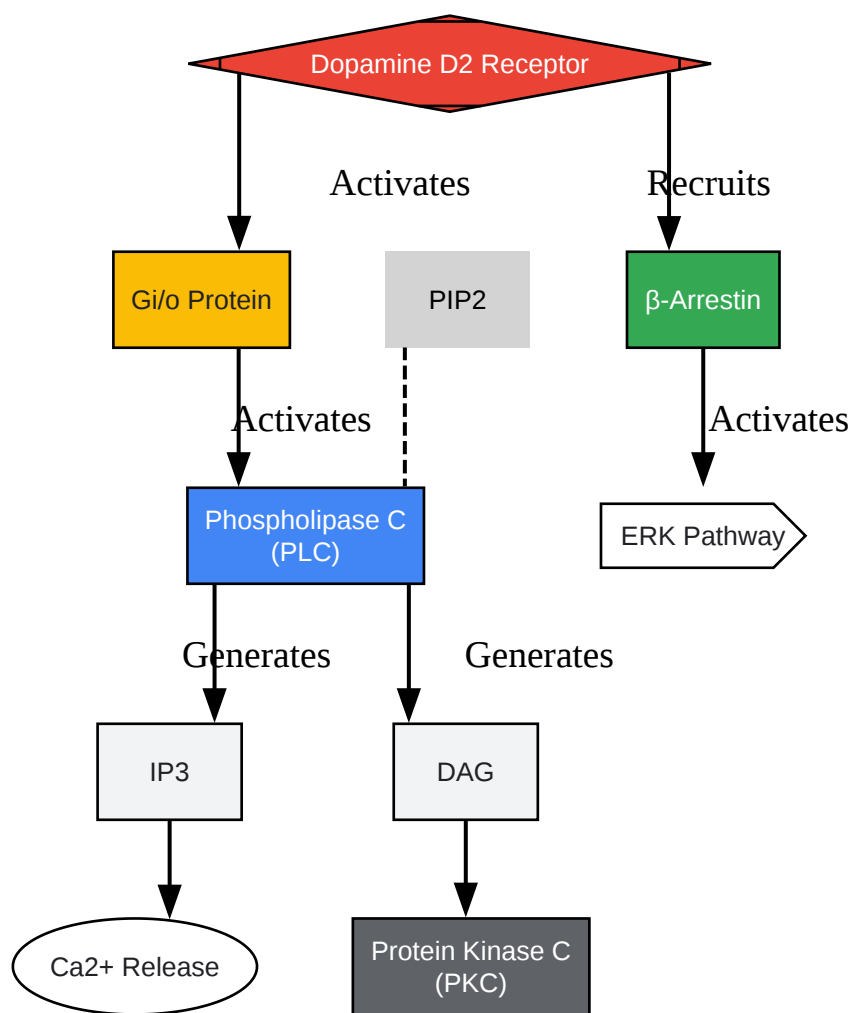 Dopamine D2 Receptor
Activates
Recruits
Gi/o Protein
PIP2
β-Arrestin
Activates
Activates
Phospholipase C
(PLC)
ERK Pathway
Generates
Generates
IP3
DAG
Ca2+ Release
Protein Kinase C
(PKC)